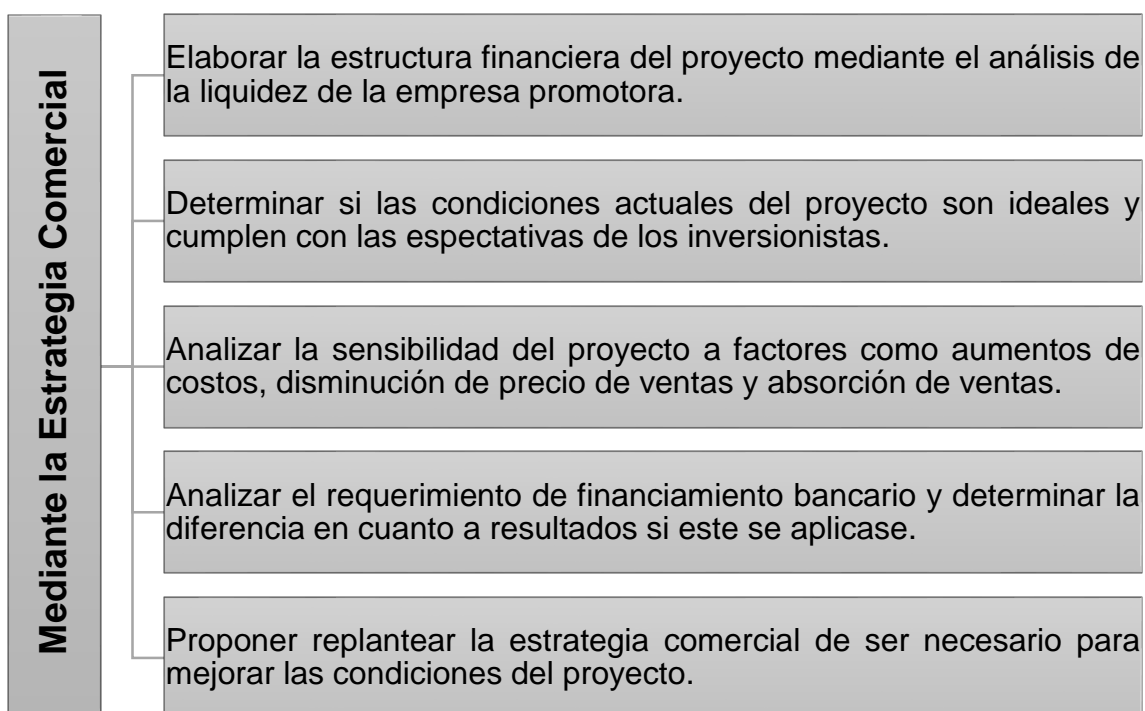 Mediante la Estrategia Comercial
Elaborar la estructura financiera del proyecto mediante el análisis de
la liquidez de la empresa promotora.
Determinar si las condiciones actuales del proyecto son ideales y
cumplen con las espectativas de los inversionistas.
Analizar la sensibilidad del proyecto a factores como aumentos de
costos, disminución de precio de ventas y absorción de ventas.
Analizar el requerimiento de financiamiento bancario y determinar la
diferencia en cuanto a resultados si este se aplicase.
Proponer replantear la estrategia comercial de ser necesario para
mejorar las condiciones del proyecto.